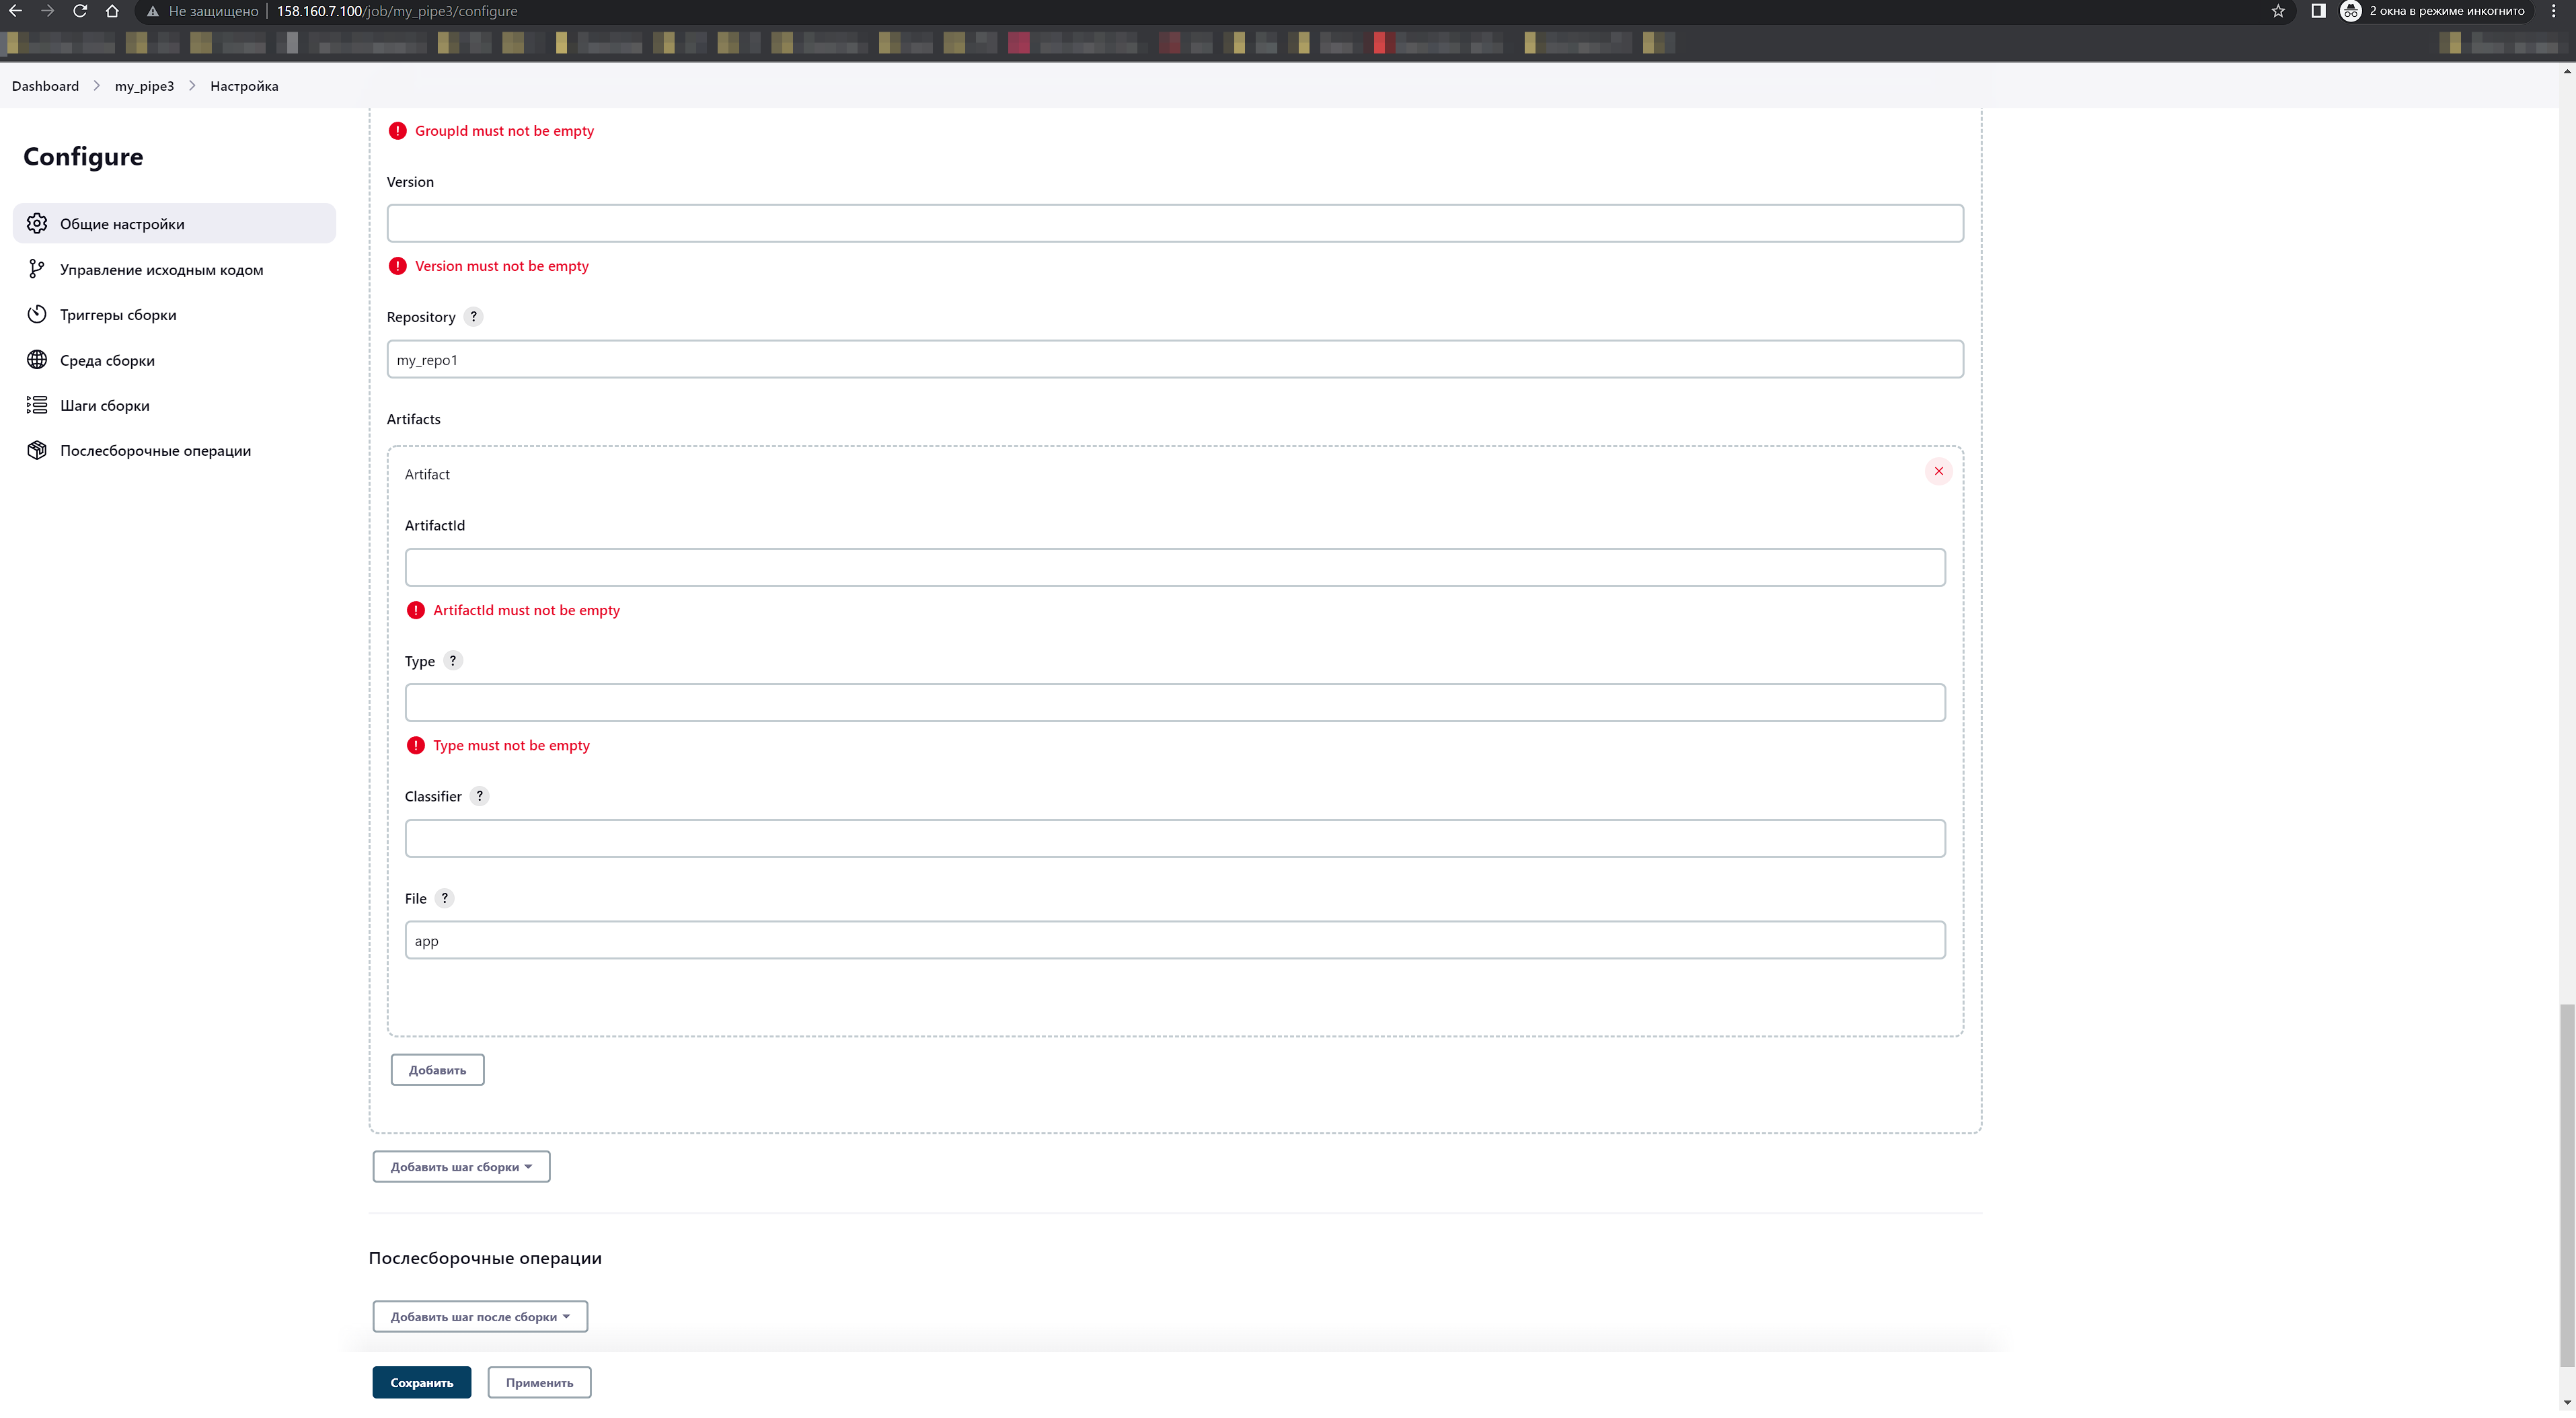 Не защищено
158.160.7.100/job/my_pipe3/configure
2 окна в режиме инкогнито
Dashboard
my_pipe3
Настройка
Configure
Общие настройки
Управление исходным кодом
Триггеры сборки
Среда сборки
Шаги сборки
Послесборочные операции
! GroupId must not be empty
Version
! Version must not be empty
Repository ?
my_repo1
Artifacts
Artifact
ArtifactId
! ArtifactId must not be empty
Type ?
! Type must not be empty
Classifier ?
File ?
app
Добавить
Добавить шаг сборки
Послесборочные операции
Добавить шаг после сборки
Сохранить
Применить